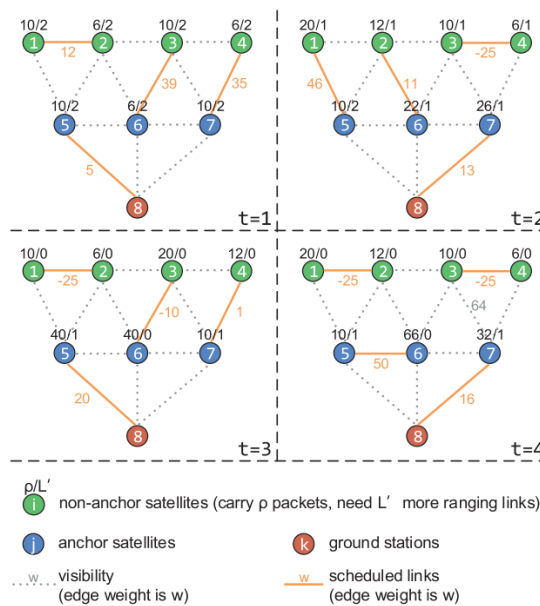 10/2 6/2 10/2 6/2
1 2 3 4
12
39 35
10/2 6/2 10/2
5 6 7
5
8
t=1
20/1 12/1 10/1 6/1
1 2 3 4
-25
46 11
10/2 22/1 26/1
5 6 7
13
8
t=2
10/0 6/0 20/0 12/0
1 2 3 4
-25
-10 1
40/1 40/0 10/1
5 6 7
20
8
t=3
20/0 12/0 10/0 6/0
1 2 3 4
-25 -25
-64
10/1 66/0 32/1
5 6 7
50
16
8
t=4
ρ/L'
i non-anchor satellites (carry ρ packets, need L' more ranging links)
j anchor satellites k ground stations
w visibility w scheduled links
(edge weight is w) (edge weight is w)